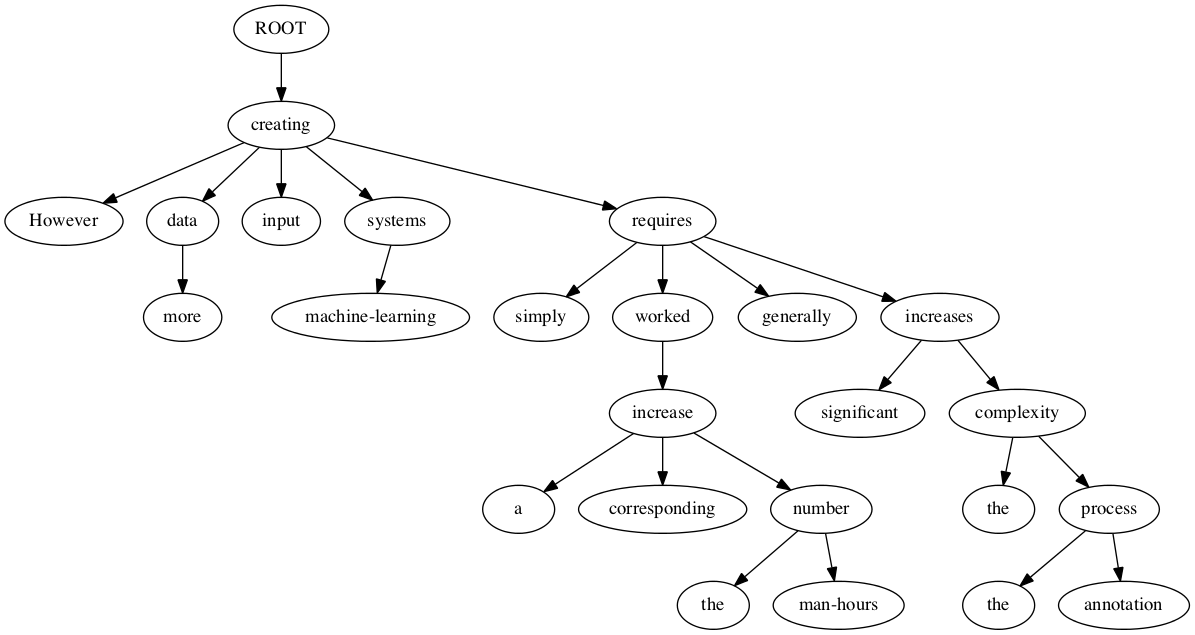 ROOT
creating
However data input systems requires
more machine-learning simply worked generally increases
increase significant complexity
a corresponding number the process
the man-hours the annotation